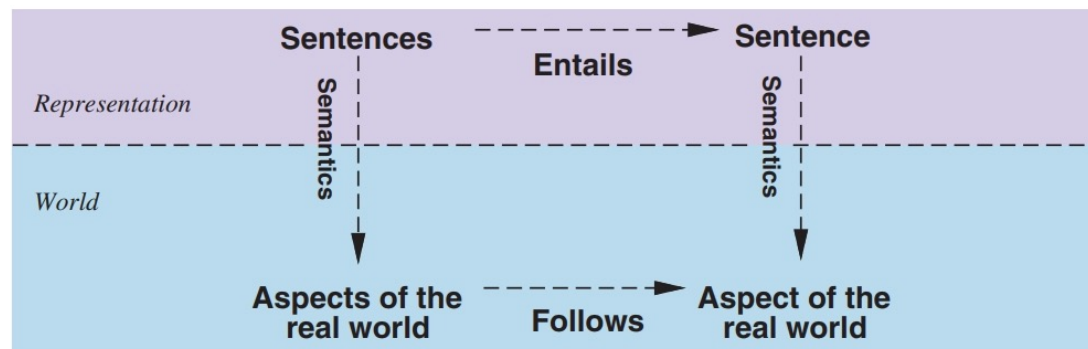 Sentences
Entails
Sentence
Semantics
Semantics
Representation
World
Aspects of the
real world
Follows
Aspect of the
real world